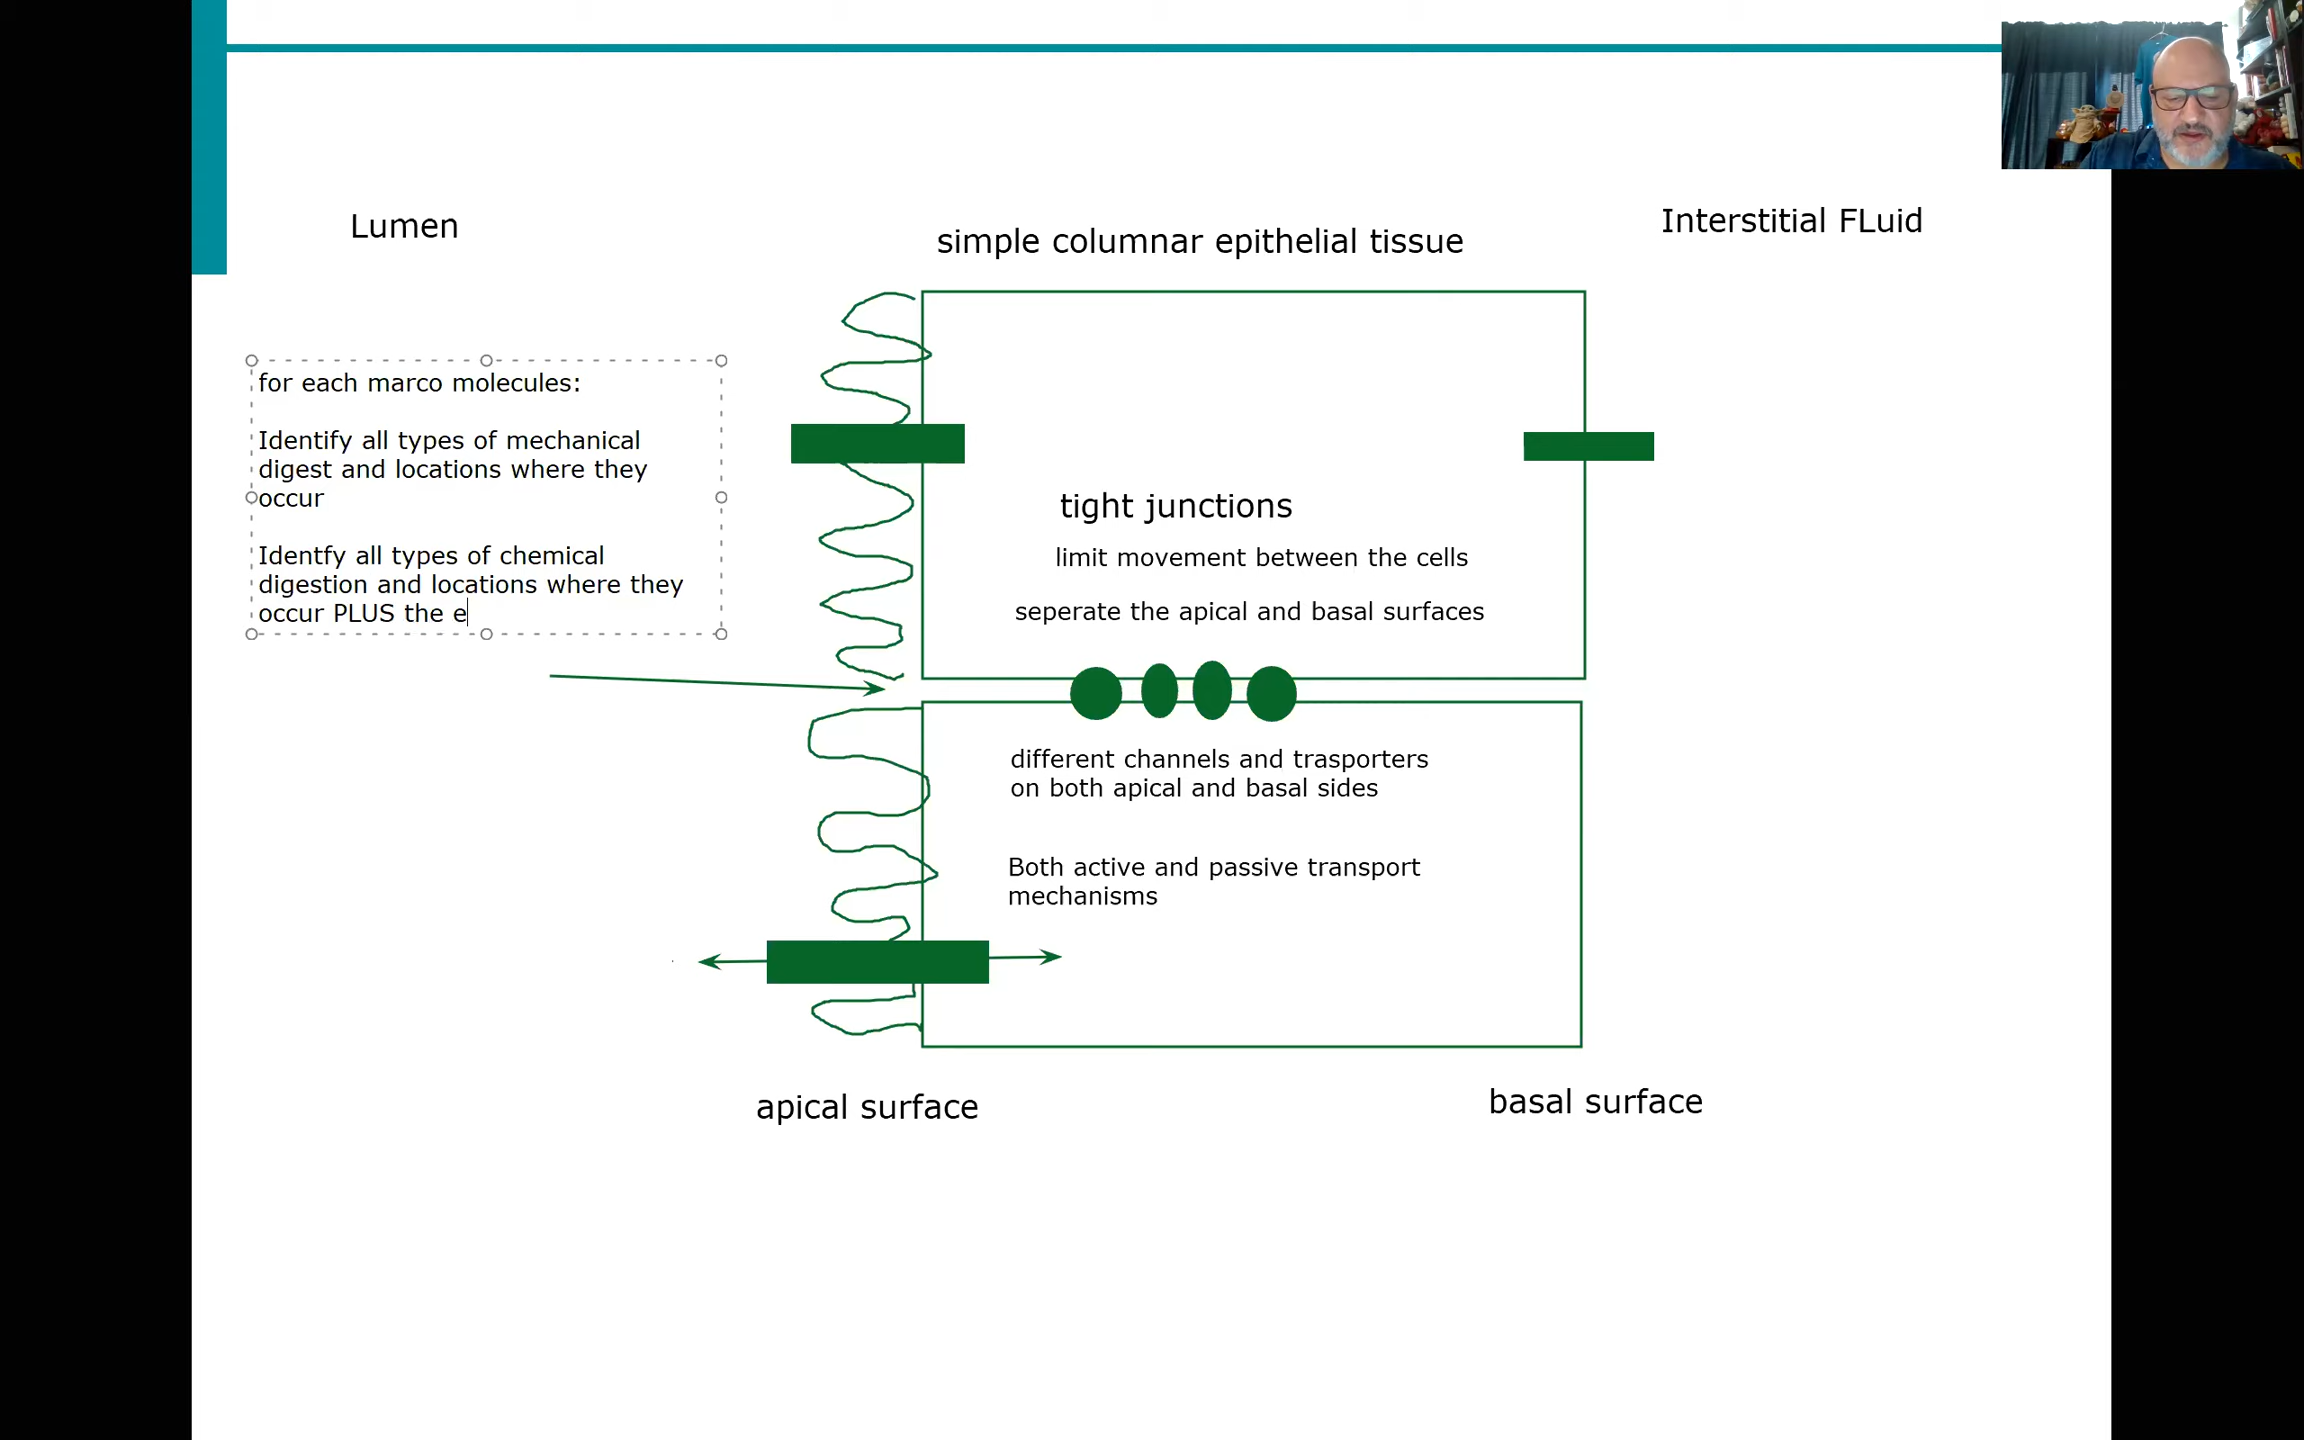 Lumen
simple columnar epithelial tissue
Interstitial FLuid
for each marco molecules:
Identify all types of mechanical
digest and locations where they
occur
Identfy all types of chemical
digestion and locations where they
occur PLUS the e
tight junctions
limit movement between the cells
seperate the apical and basal surfaces
different channels and trasporters
on both apical and basal sides
Both active and passive transport
mechanisms
apical surface
basal surface